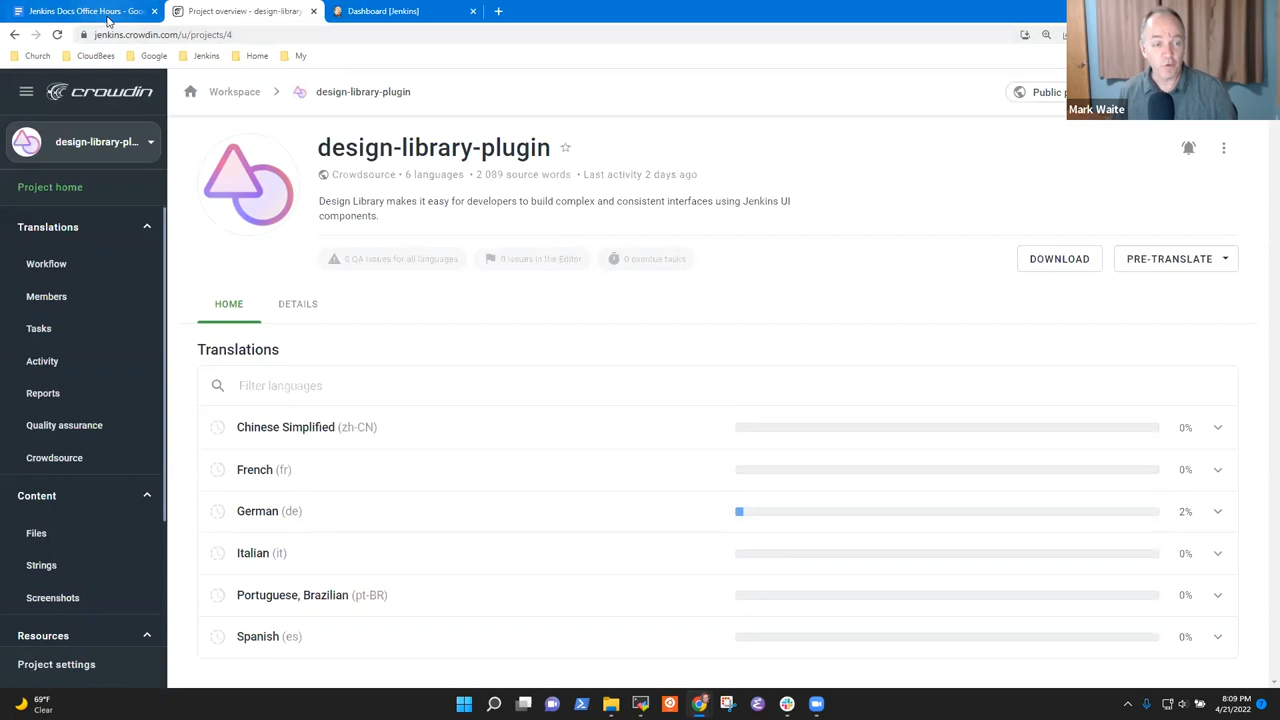 Jenkins Docs Office Hours - Goo
Project overview - design-library
Dashboard [Jenkins]
jenkins.crowdin.com/u/projects/4
Church
CloudBees
Google
Jenkins
Home
My
Mark Waite
crowdin
Workspace
design-library-plugin
Public p
design-library-pl...
design-library-plugin
Crowdsource • 6 languages • 2 089 source words • Last activity 2 days ago
Design Library makes it easy for developers to build complex and consistent interfaces using Jenkins UI
components.
0 QA issues for all languages
0 issues in the Editor
0 overdue tasks
DOWNLOAD
PRE-TRANSLATE
Project home
Translations
Workflow
Members
Tasks
Activity
Reports
Quality assurance
Crowdsource
Content
Files
Strings
Screenshots
Resources
Project settings
HOME
DETAILS
Translations
Filter languages
Chinese Simplified (zh-CN) 0%
French (fr) 0%
German (de) 2%
Italian (it) 0%
Portuguese, Brazilian (pt-BR) 0%
Spanish (es) 0%
69°F
Clear
8:09 PM
4/21/2022